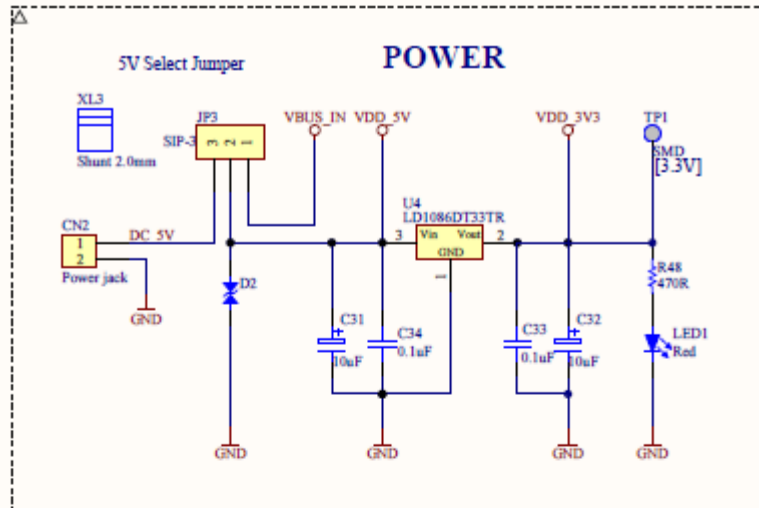 POWER
5V Select Jumper
XL3
Shunt 2.0mm
JP3
SIP-3
3 2 1
VBUS_IN
VDD_5V
VDD_3V3
TP1
SMD
[3.3V]
U4
LD1086DT33TR
3
Vin
Vout
2
GND
1
CN2
1
2
DC_5V
Power jack
GND
D2
C31
10uF
C34
0.1uF
C33
0.1uF
C32
10uF
R48
470R
LED1
Red
GND
GND
GND
GND